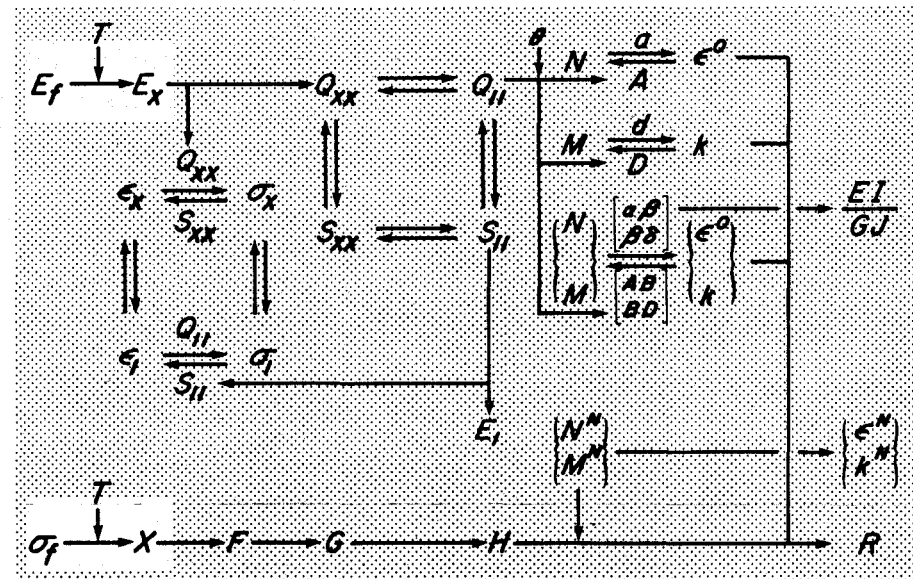 T θ N a ε°
E_f E_x Q_xx Q_11 A
M d k
Q_xx D
ε_x σ_x
S_xx S_xx S_11
N [aβ βδ] ε°
M [AB BD] k
EI
GJ
Q_11
ε_1 σ_1
S_11
E_1
N^N ε^N
M^N k^N
T
σ_f X F G H R